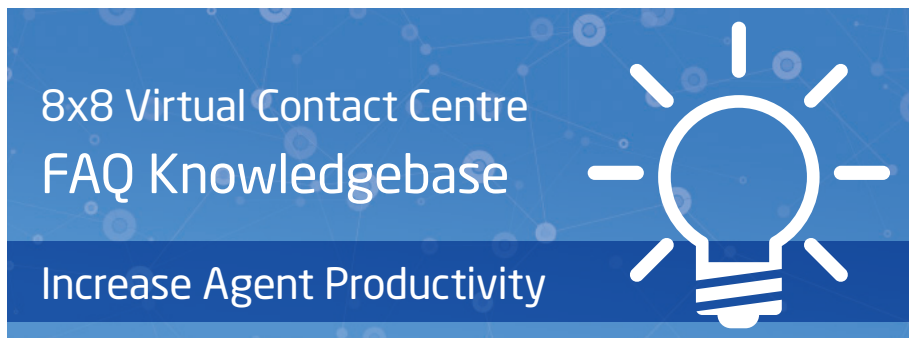 8x8 Virtual Contact Centre
FAQ Knowledgebase
Increase Agent Productivity